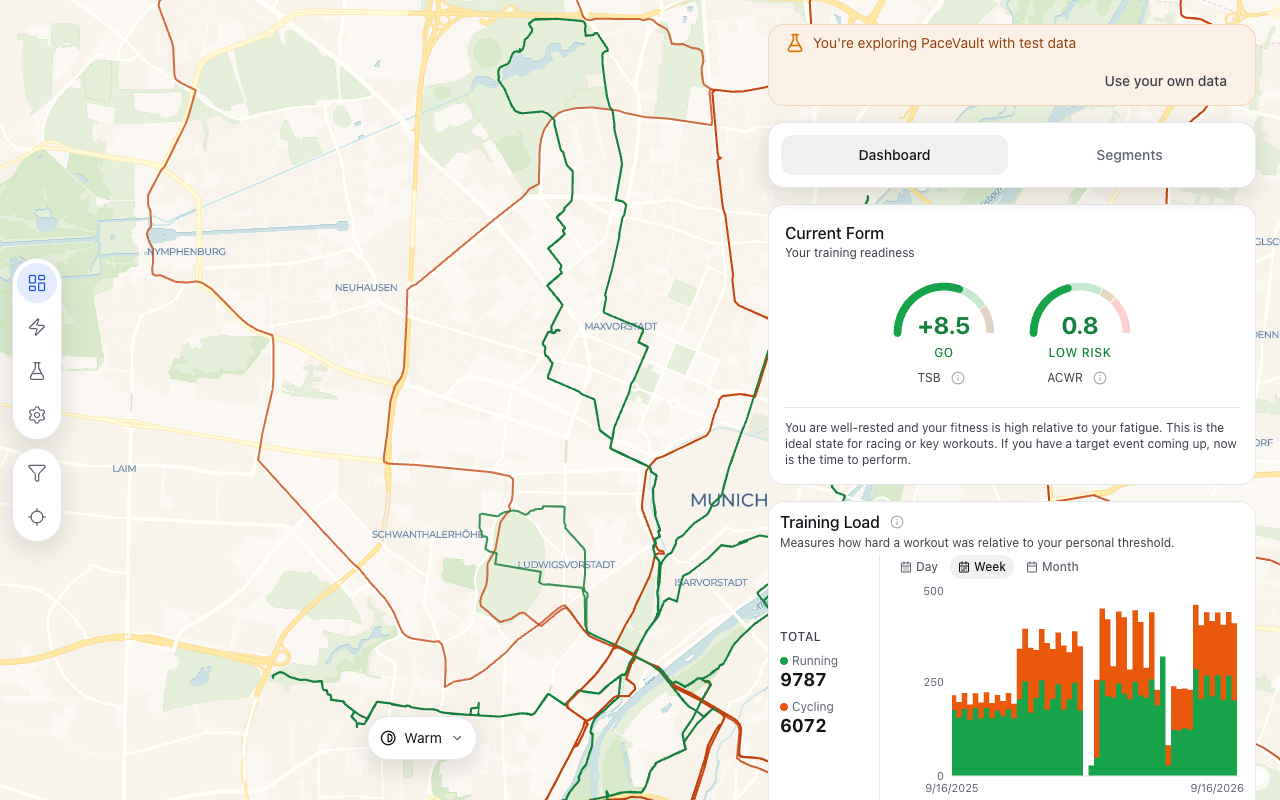 You're exploring PaceVault with test data
Use your own data
Dashboard
Segments
Current Form
Your training readiness
+8.5
0.8
GO
LOW RISK
TSB
ACWR
You are well-rested and your fitness is high relative to your fatigue. This is the
ideal state for racing or key workouts. If you have a target event coming up, now
is the time to perform.
Training Load
Measures how hard a workout was relative to your personal threshold.
Day
Week
Month
TOTAL
Running
9787
Cycling
6072
500
250
0
9/16/2025
9/16/2026
NYMPHENBURG
NEUHAUSEN
MAXVORSTADT
LAIM
MUNICH
SCHWANTHALERHÖHE
LUDWIGSVORSTADT
ISARVORSTADT
Warm